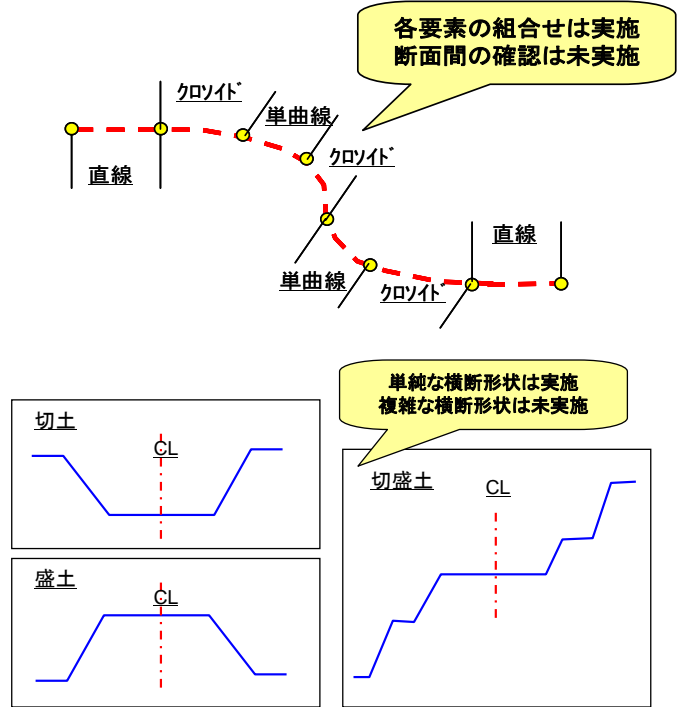 各要素の組合せは実施
断面間の確認は未実施
ｸﾛｿｲﾄﾞ
単曲線
ｸﾛｿｲﾄﾞ
直線
直線
単曲線
ｸﾛｿｲﾄﾞ
単純な横断形状は実施
複雑な横断形状は未実施
切土
CL
切盛土
CL
盛土
CL